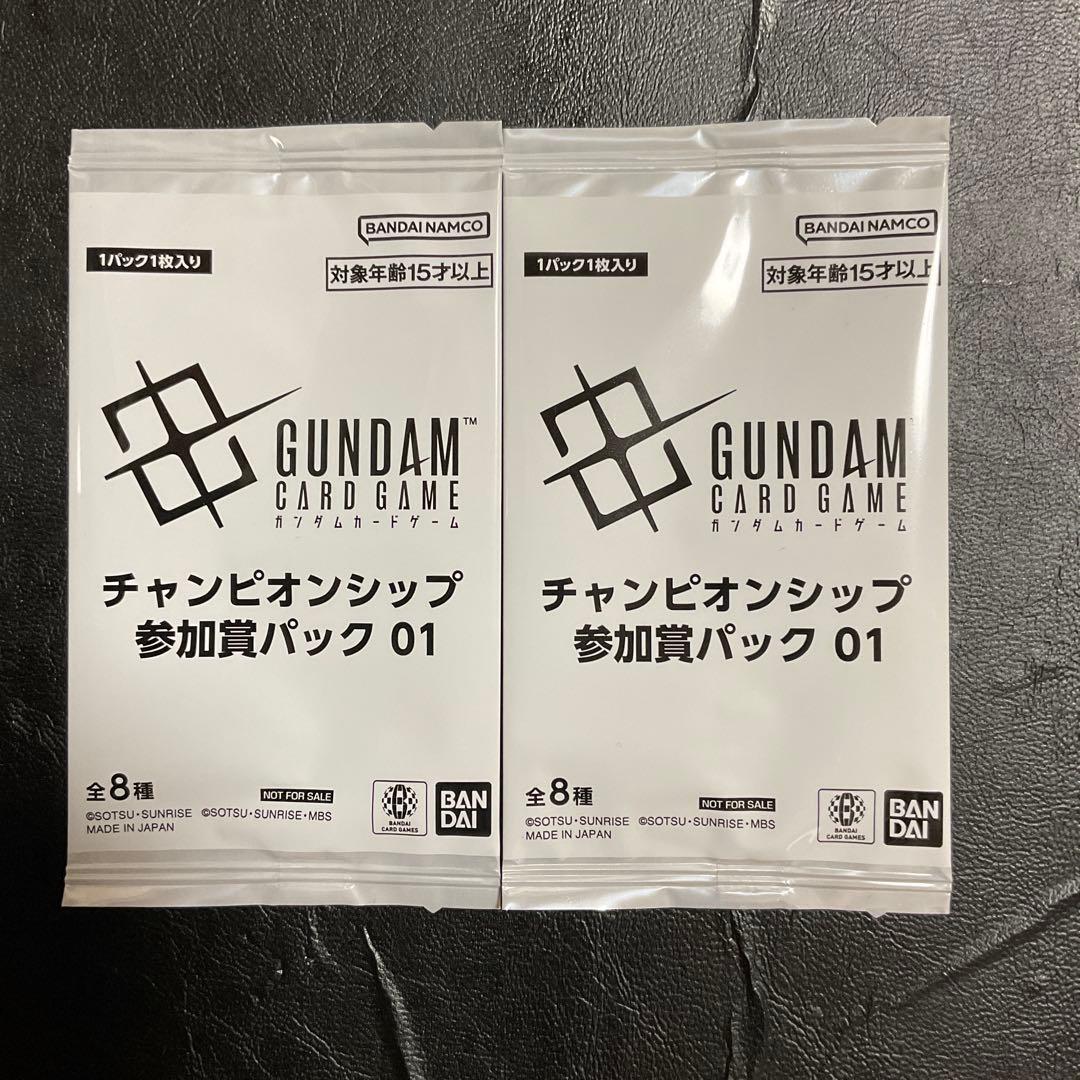 BANDAI NAMCO
1パック1枚入り
対象年齢15才以上
GUNDAM™
CARD GAME
ガンダムカードゲーム
チャンピオンシップ
参加賞パック 01
全8種
NOT FOR SALE
©SOTSU・SUNRISE ©SOTSU・SUNRISE・MBS
MADE IN JAPAN
BANDAI
CARD GAMES
BAN
DAI
BANDAI NAMCO
1パック1枚入り
対象年齢15才以上
GUNDAM™
CARD GAME
ガンダムカードゲーム
チャンピオンシップ
参加賞パック 01
全8種
NOT FOR SALE
©SOTSU・SUNRISE ©SOTSU・SUNRISE・MBS
MADE IN JAPAN
BANDAI
CARD GAMES
BAN
DAI